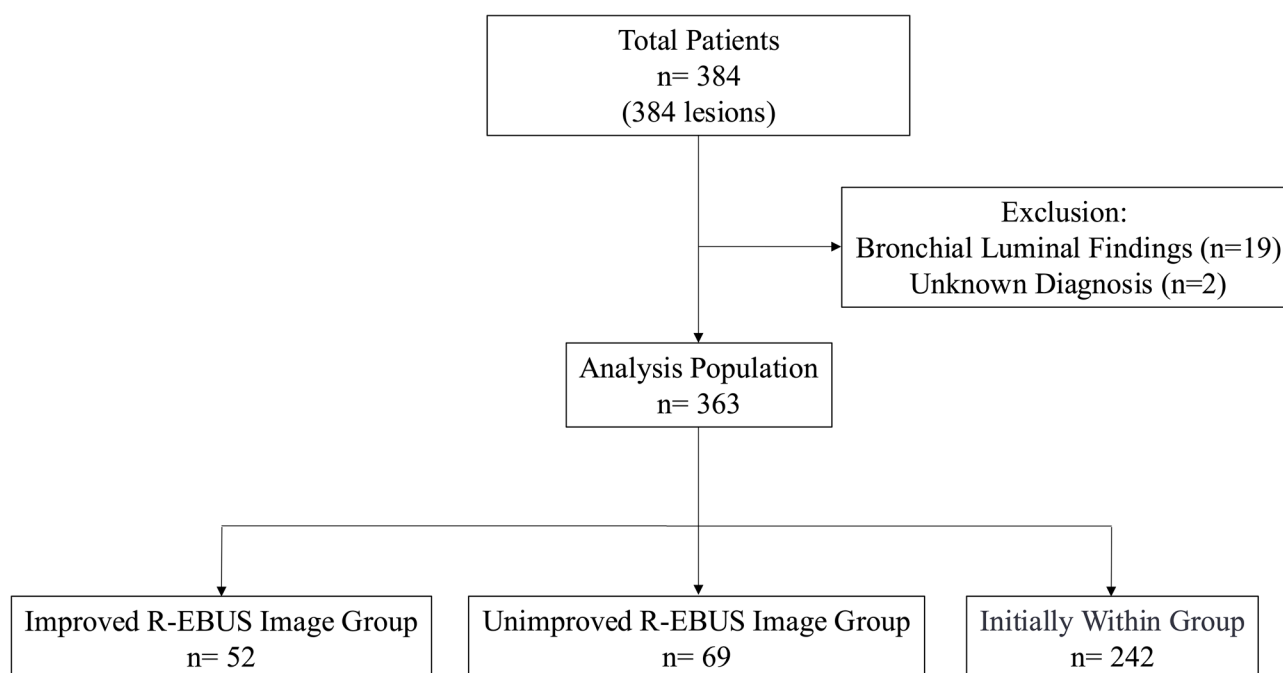 Total Patients
n= 384
(384 lesions)
Exclusion:
Bronchial Luminal Findings (n=19)
Unknown Diagnosis (n=2)
Analysis Population
n= 363
Improved R-EBUS Image Group
n= 52
Unimproved R-EBUS Image Group
n= 69
Initially Within Group
n= 242